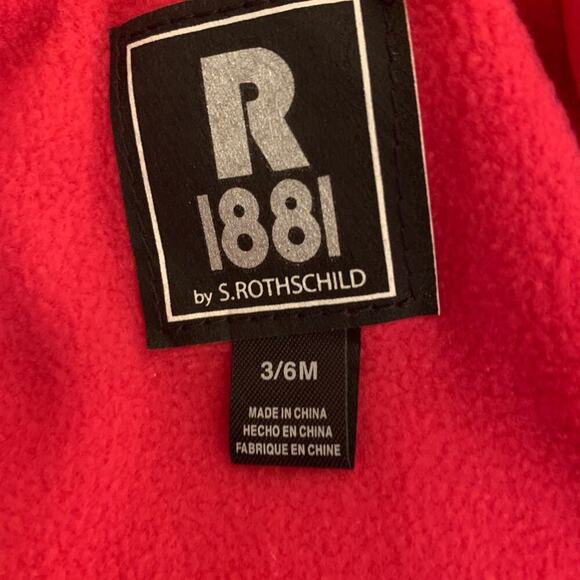 R
1881
by S.ROTHSCHILD
3/6M
MADE IN CHINA
HECHO EN CHINA
FABRIQUE EN CHINE